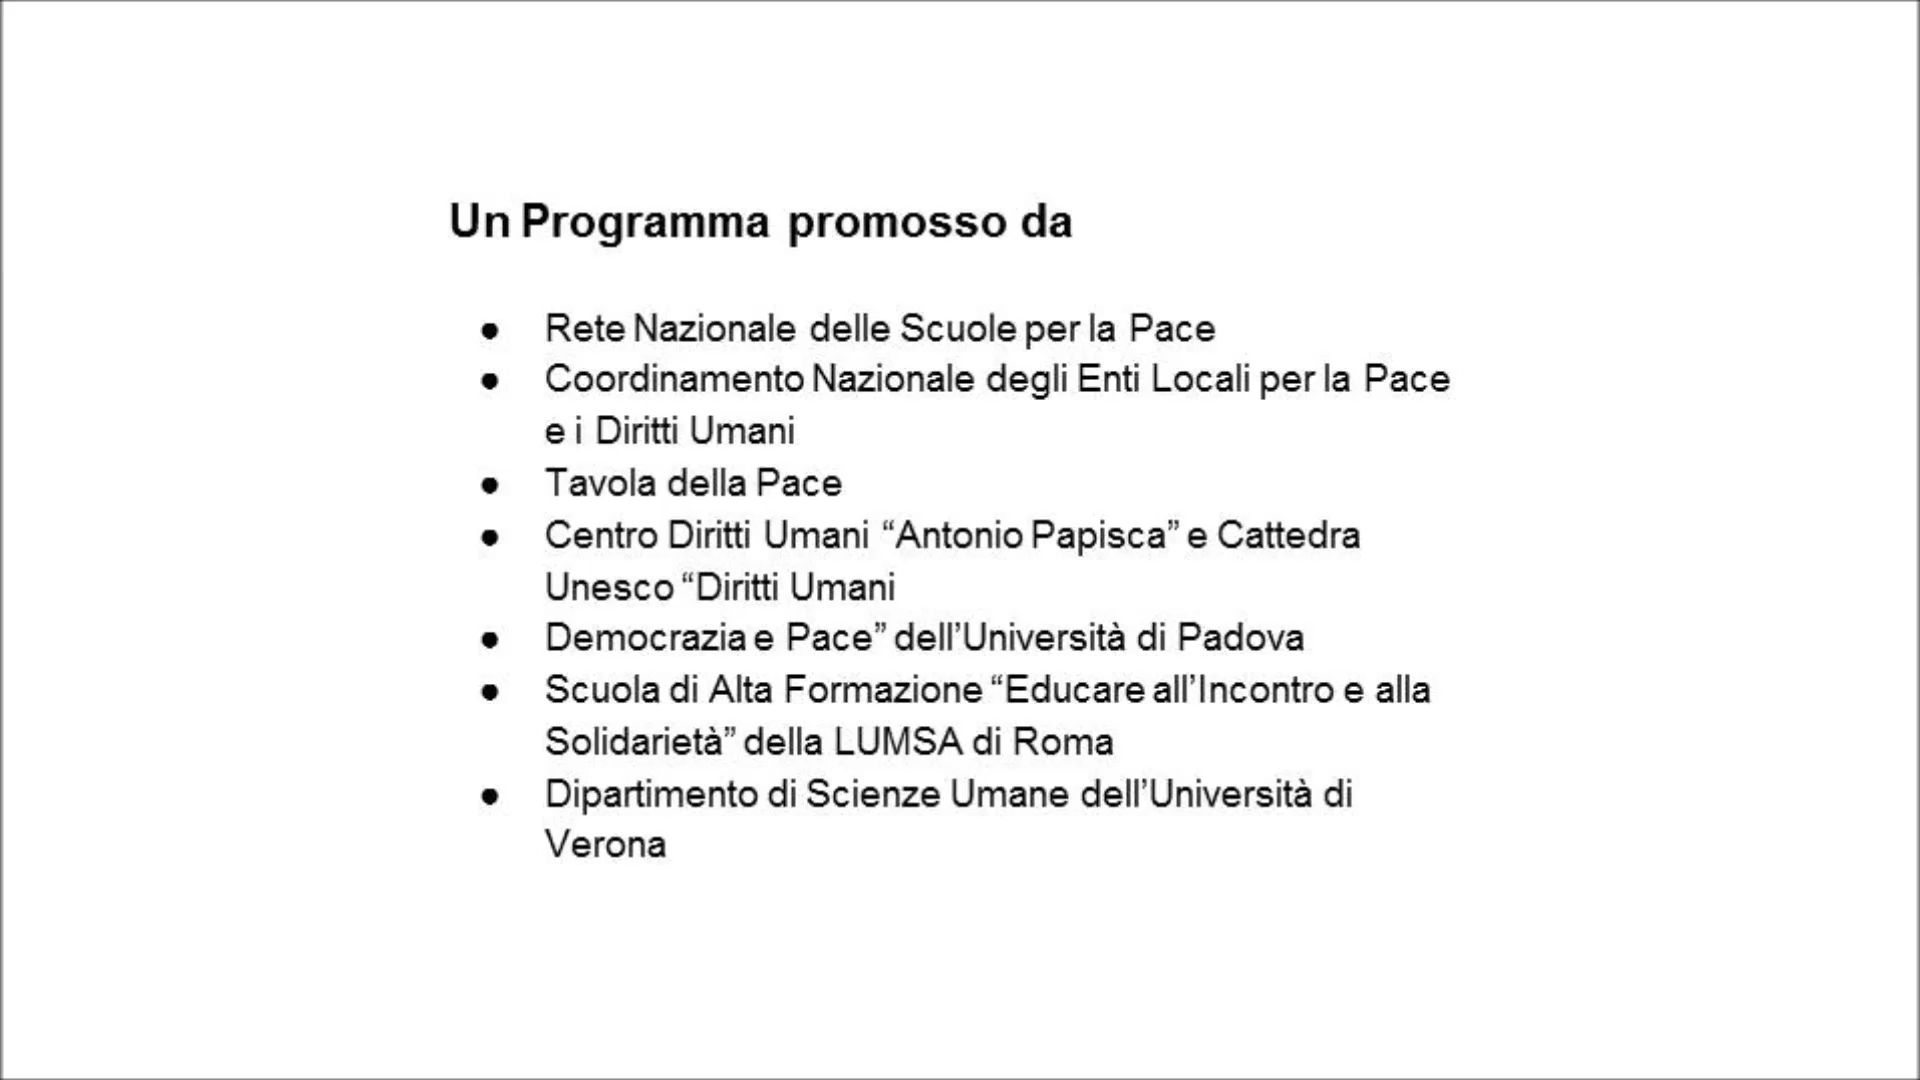 Un Programma promosso da
● Rete Nazionale delle Scuole per la Pace
● Coordinamento Nazionale degli Enti Locali per la Pace
e i Diritti Umani
● Tavola della Pace
● Centro Diritti Umani “Antonio Papisca” e Cattedra
Unesco “Diritti Umani
● Democrazia e Pace” dell’Università di Padova
● Scuola di Alta Formazione “Educare all’Incontro e alla
Solidarietà” della LUMSA di Roma
● Dipartimento di Scienze Umane dell’Università di
Verona